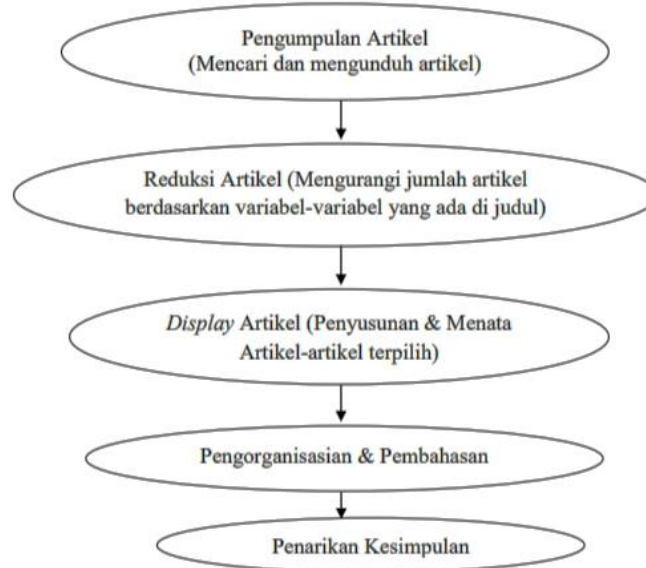 Pengumpulan Artikel
(Mencari dan mengunduh artikel)
Reduksi Artikel (Mengurangi jumlah artikel
berdasarkan variabel-variabel yang ada di judul)
Display Artikel (Penyusunan & Menata
Artikel-artikel terpilih)
Pengorganisasian & Pembahasan
Penarikan Kesimpulan